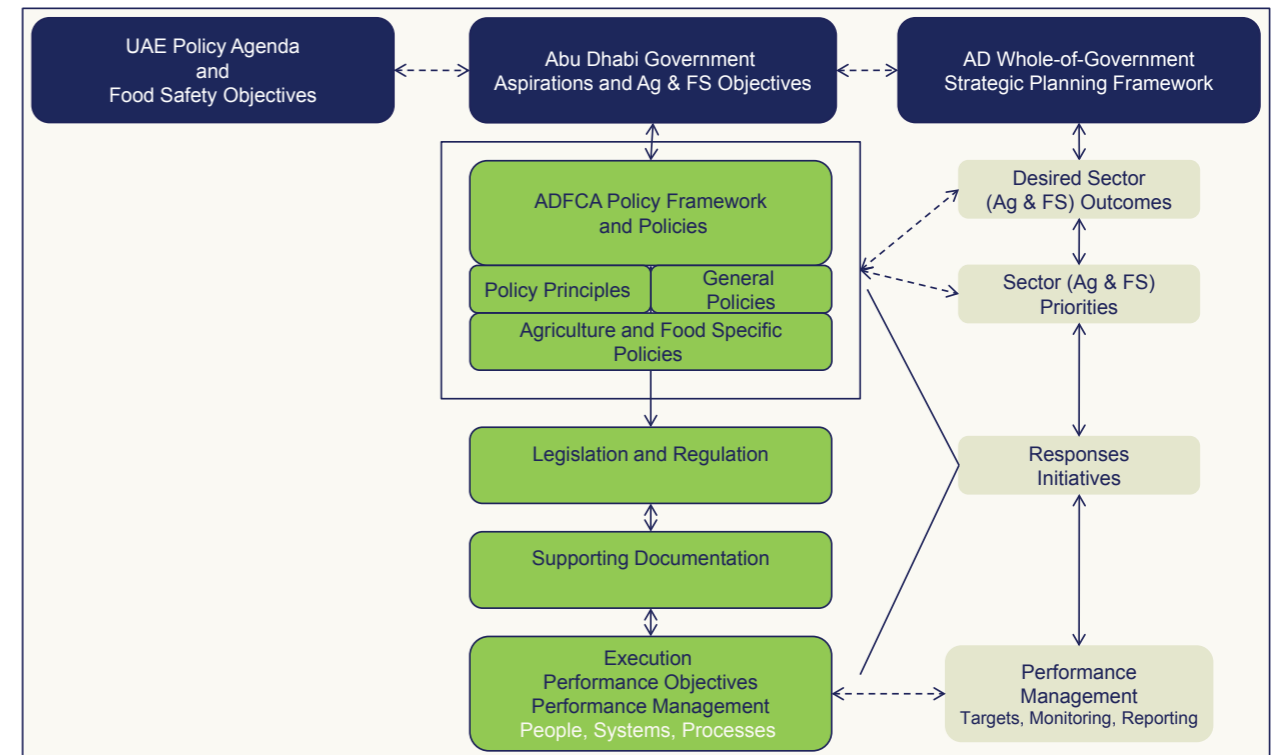 UAE Policy Agenda
and
Food Safety Objectives
Abu Dhabi Government
Aspirations and Ag & FS Objectives
AD Whole-of-Government
Strategic Planning Framework
ADFCA Policy Framework
and Policies
Policy Principles
General
Policies
Agriculture and Food Specific
Policies
Legislation and Regulation
Supporting Documentation
Execution
Performance Objectives
Performance Management
People, Systems, Processes
Desired Sector
(Ag & FS) Outcomes
Sector (Ag & FS)
Priorities
Responses
Initiatives
Performance
Management
Targets, Monitoring, Reporting